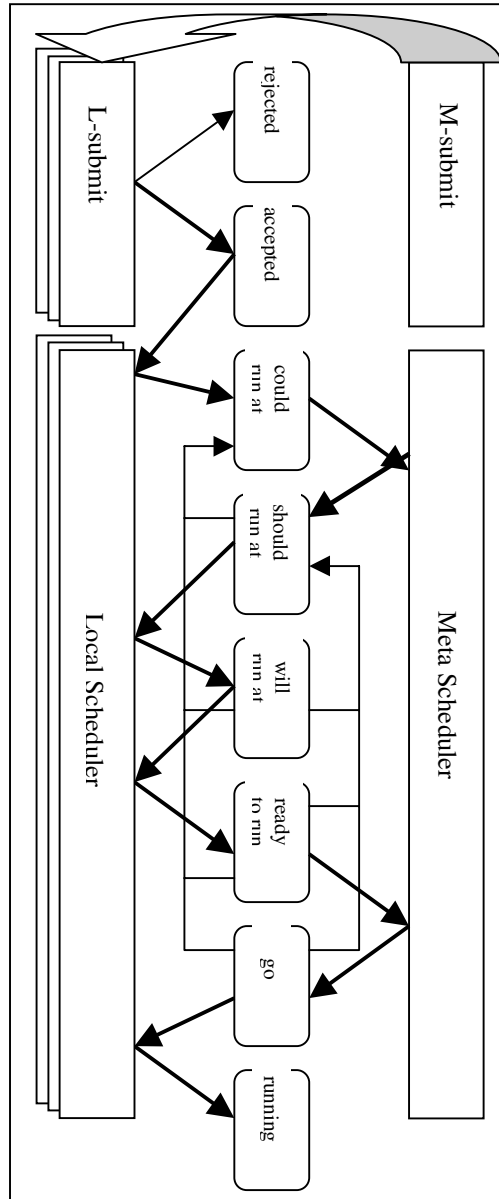 M-submit
Meta Scheduler
rejected
accepted
could
run at
should
run at
will
run at
ready
to run
go
running
L-submit
Local Scheduler